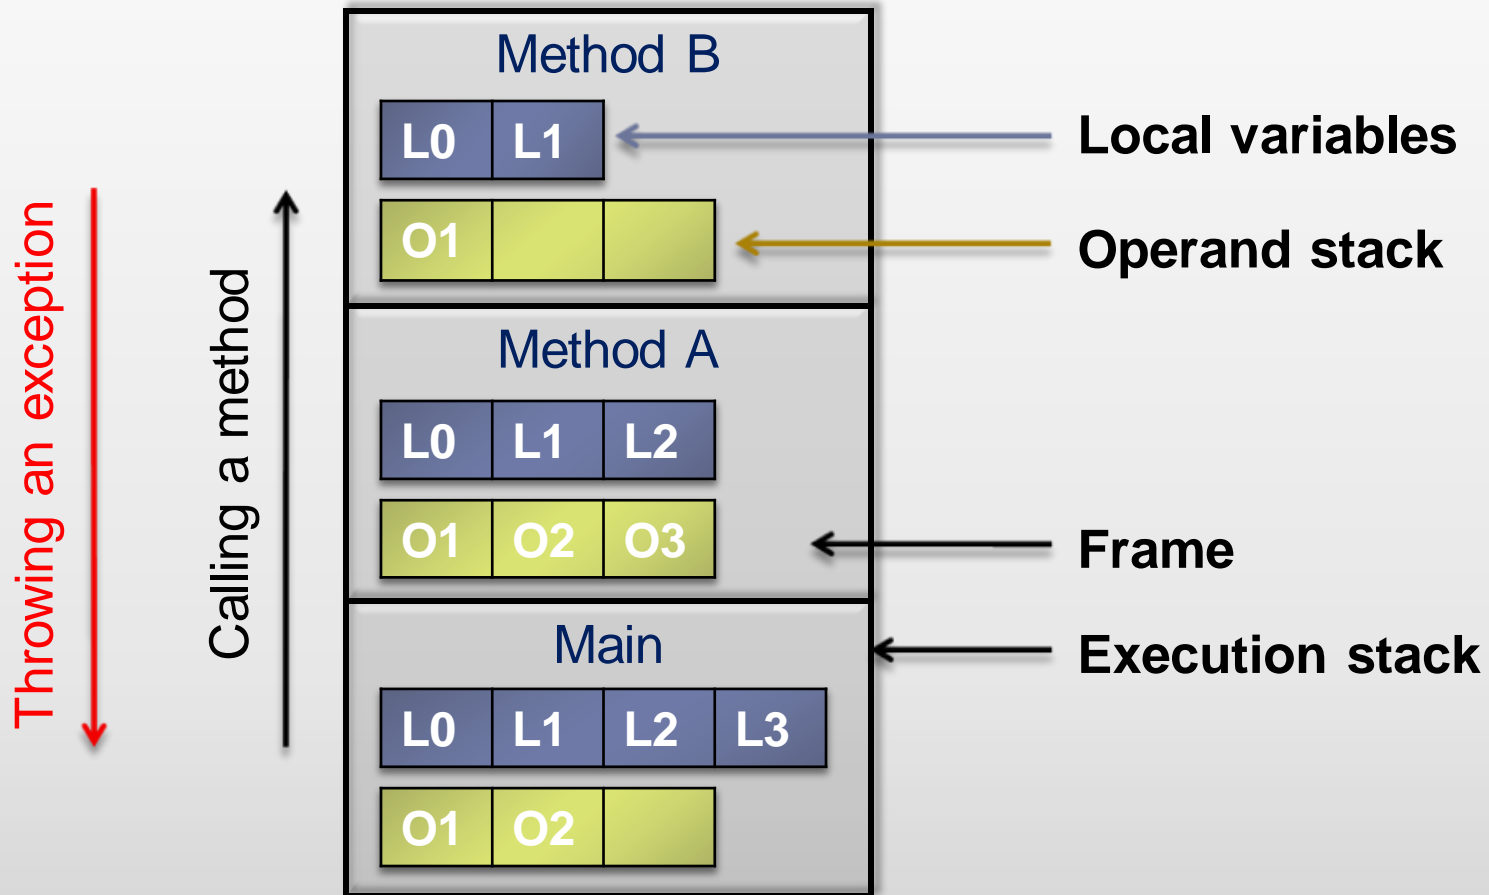 Throwing an exception
Calling a method
Method B
L0 L1
Local variables
O1
Operand stack
Method A
L0 L1 L2
O1 O2 O3
Frame
Main
Execution stack
L0 L1 L2 L3
O1 O2